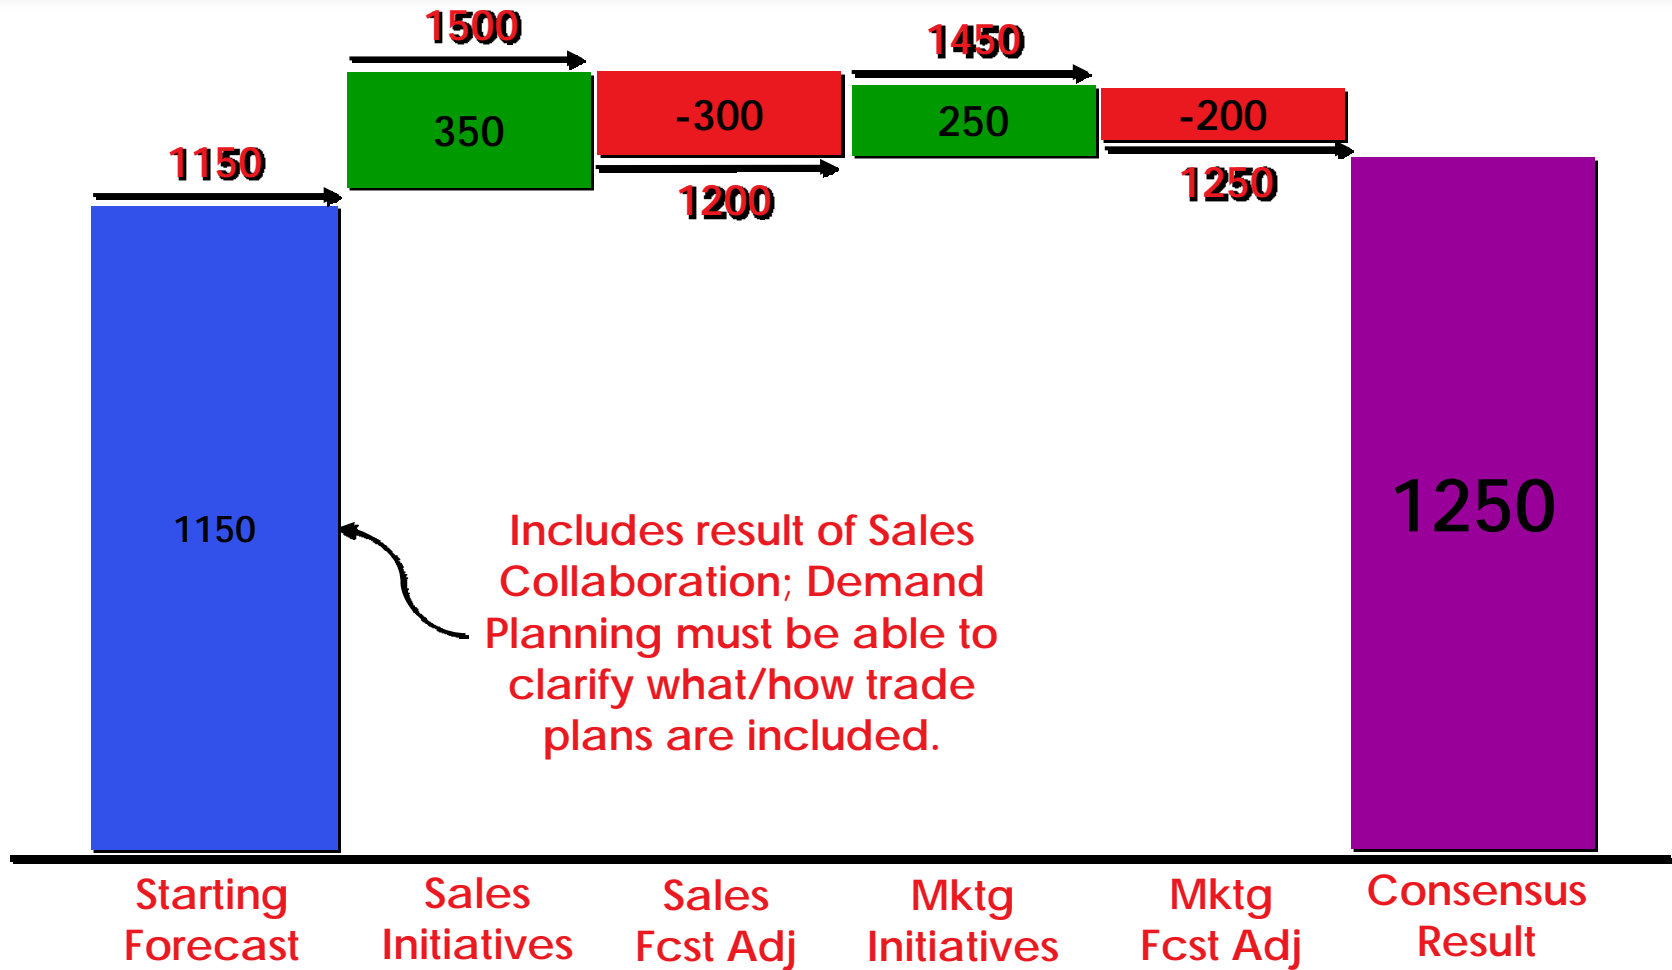 1500
1450
350
-300
250
-200
1150
1200
1250
1150
1250
Includes result of Sales
Collaboration; Demand
Planning must be able to
clarify what/how trade
plans are included.
Starting
Forecast
Sales
Initiatives
Sales
Fcst Adj
Mktg
Initiatives
Mktg
Fcst Adj
Consensus
Result